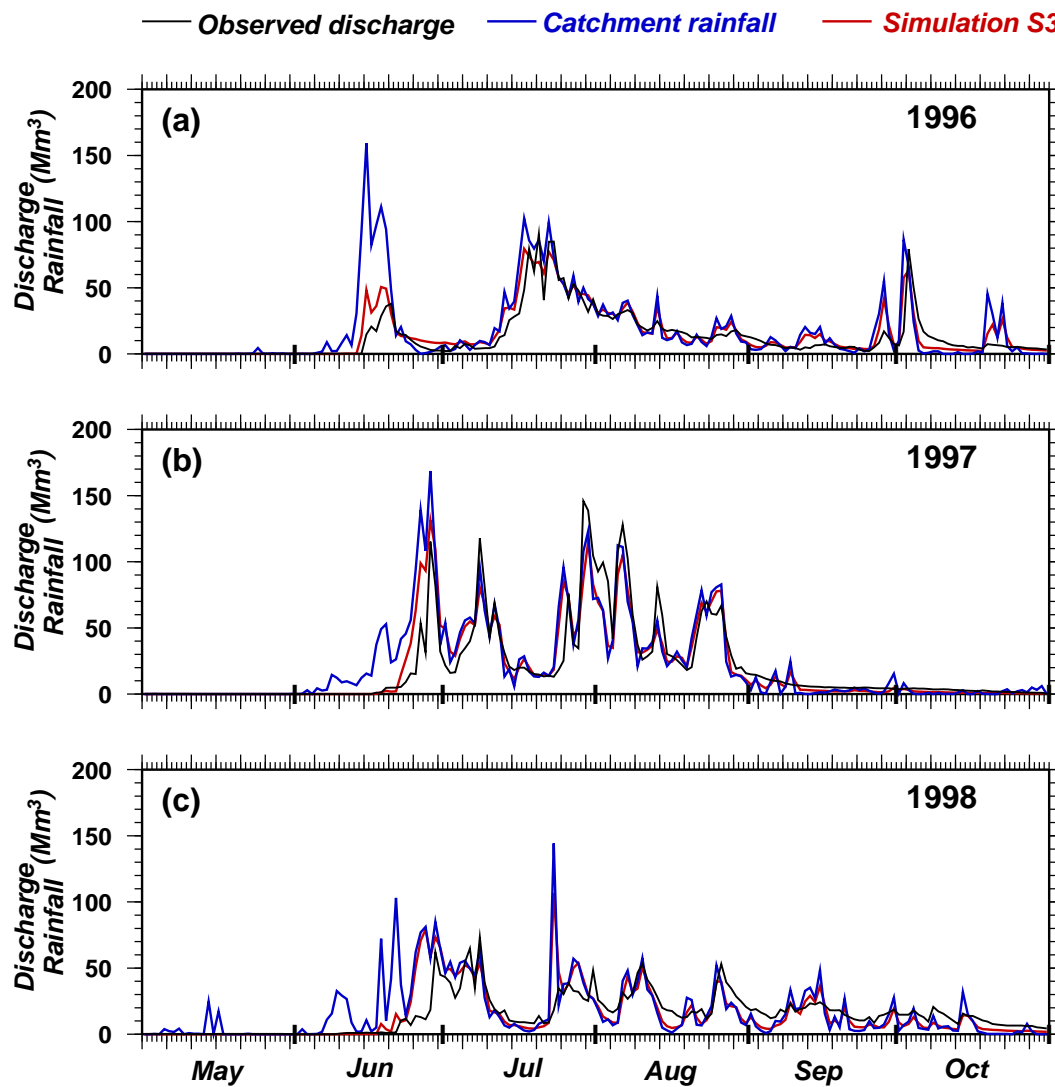 Observed discharge Catchment rainfall Simulation S3
200
(a) 1996
150
100
50
0
Discharge
Rainfall (Mm³)
200
(b) 1997
150
100
50
0
Discharge
Rainfall (Mm³)
200
(c) 1998
150
100
50
0
Discharge
Rainfall (Mm³)
May Jun Jul Aug Sep Oct